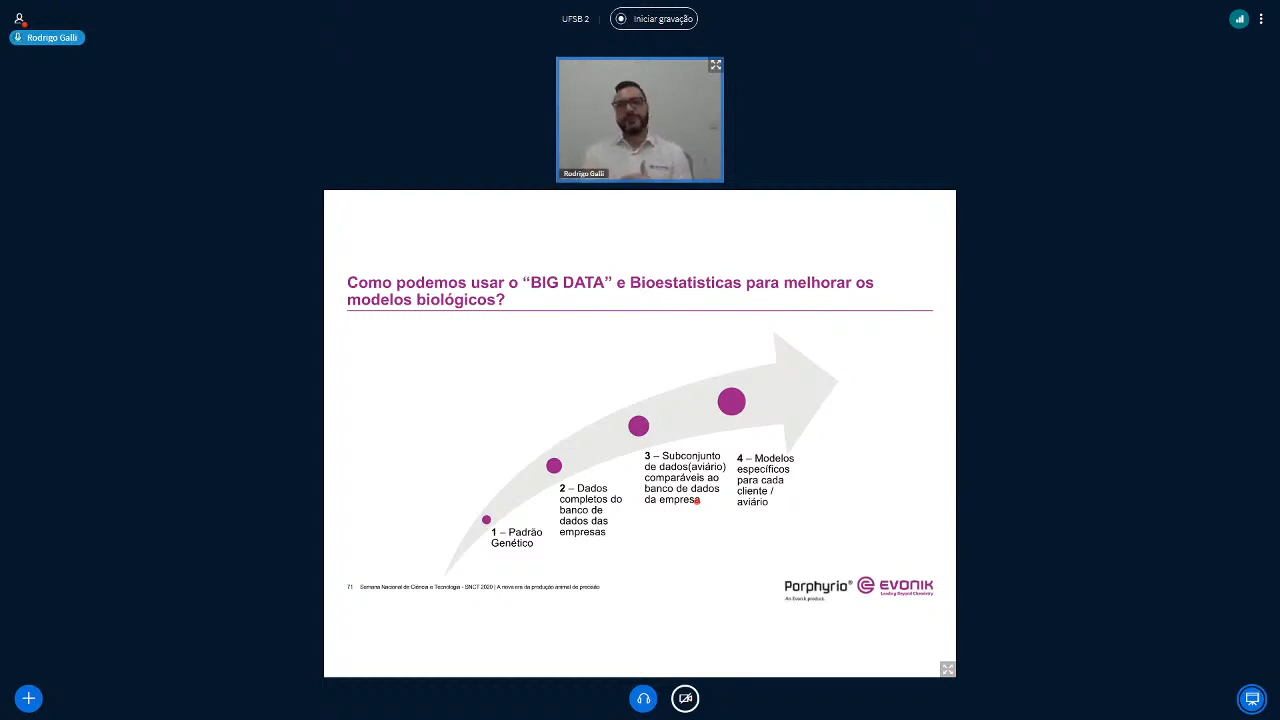 UFSB 2
Iniciar gravação
Rodrigo Galli
Rodrigo Galli
Como podemos usar o “BIG DATA” e Bioestatisticas para melhorar os
modelos biológicos?
1 – Padrão
Genético
2 – Dados
completos do
banco de
dados das
empresas
3 – Subconjunto
de dados(aviário)
comparáveis ao
banco de dados
da empresa
4 – Modelos
específicos
para cada
cliente /
aviário
71 Semana Nacional de Ciência e Tecnologia - SNCT 2020 | A nova era da produção animal de precisão
Porphyrio®
An Evonik product.
EVONIK
Leading Beyond Chemistry